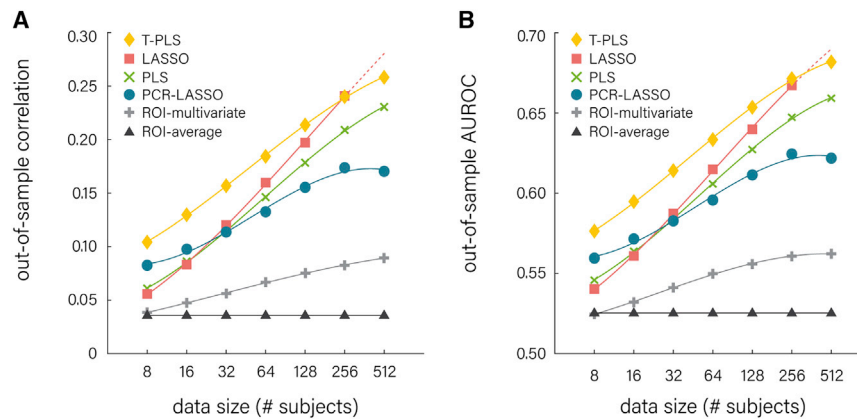 A
out-of-sample correlation
0.30
0.25
0.20
0.15
0.10
0.05
0
T-PLS
LASSO
PLS
PCR-LASSO
ROI-multivariate
ROI-average
8 16 32 64 128 256 512
data size (# subjects)
B
out-of-sample AUROC
0.70
0.65
0.60
0.55
0.50
T-PLS
LASSO
PLS
PCR-LASSO
ROI-multivariate
ROI-average
8 16 32 64 128 256 512
data size (# subjects)